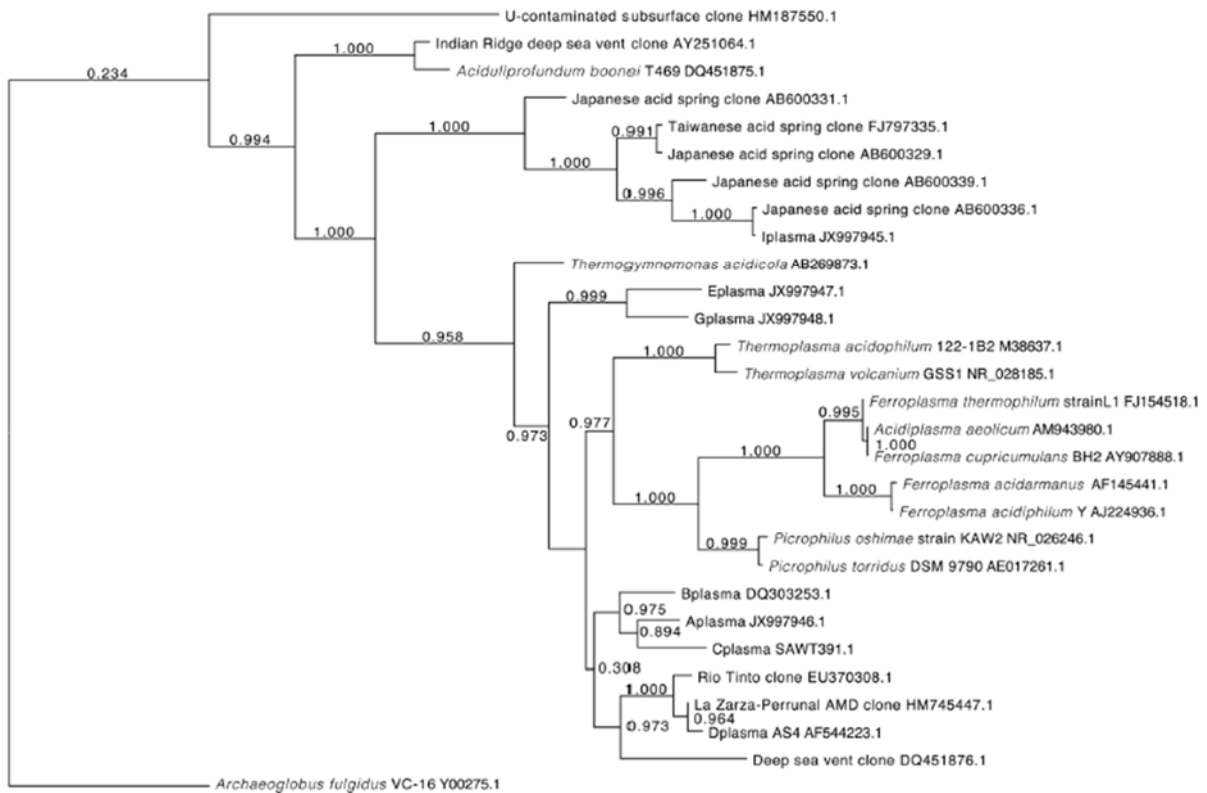 U-contaminated subsurface clone HM187550.1
Indian Ridge deep sea vent clone AY251064.1
1.000
0.234
Aciduliprofundum boonei T469 DQ451875.1
Japanese acid spring clone AB600331.1
1.000
Taiwanese acid spring clone FJ797335.1
0.991
0.994
Japanese acid spring clone AB600329.1
1.000
Japanese acid spring clone AB600339.1
0.996
Japanese acid spring clone AB600336.1
1.000
1.000
Iplasma JX997945.1
Thermogymnomonas acidicola AB269873.1
Eplasma JX997947.1
0.999
Gplasma JX997948.1
0.958
Thermoplasma acidophilum 122-1B2 M38637.1
1.000
Thermoplasma volcanium GSS1 NR_028185.1
Ferroplasma thermophilum strainL1 FJ154518.1
0.995
0.977
Acidiplasma aeolicum AM943980.1
0.973
1.000
1.000
Ferroplasma cupricumulans BH2 AY907888.1
Ferroplasma acidarmanus AF145441.1
1.000
1.000
Ferroplasma acidiphilum Y AJ224936.1
Picrophilus oshimae strain KAW2 NR_026246.1
0.999
Picrophilus torridus DSM 9790 AE017261.1
Bplasma DQ303253.1
0.975
Aplasma JX997946.1
0.894
Cplasma SAWT391.1
0.308
Rio Tinto clone EU370308.1
1.000
La Zarza-Perrunal AMD clone HM745447.1
0.964
0.973
Dplasma AS4 AF544223.1
Deep sea vent clone DQ451876.1
Archaeoglobus fulgidus VC-16 Y00275.1